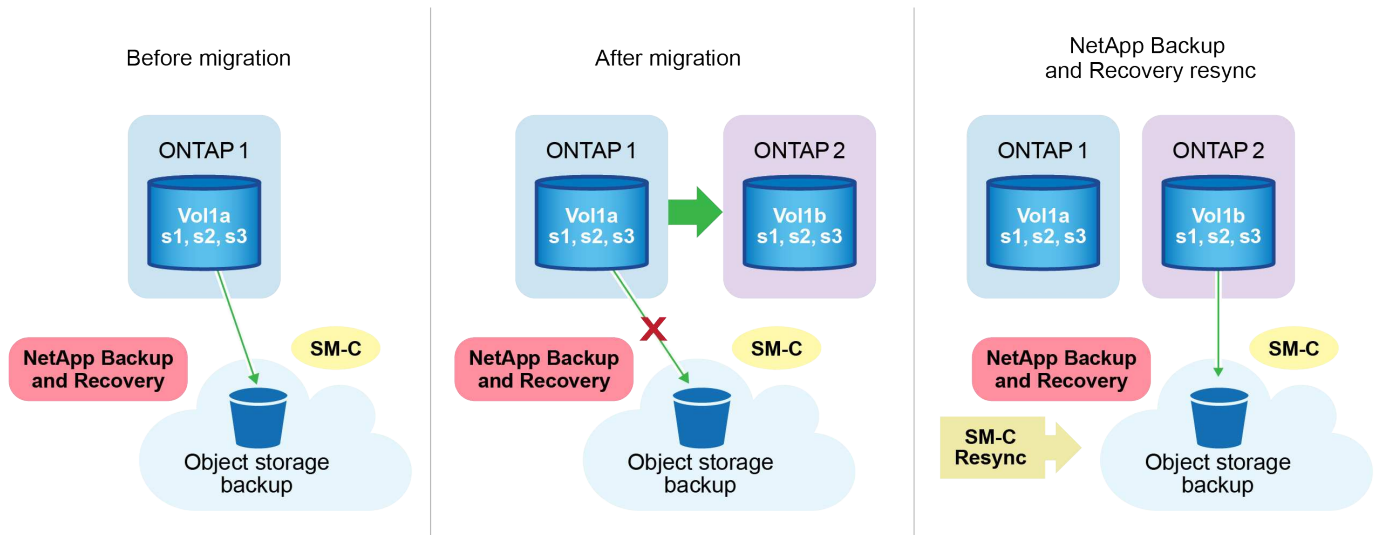 Before migration
ONTAP 1
Vol1a
s1, s2, s3
SM-C
NetApp Backup
and Recovery
Object storage
backup
After migration
ONTAP 1
ONTAP 2
Vol1a
s1, s2, s3
Vol1b
s1, s2, s3
X
SM-C
NetApp Backup
and Recovery
Object storage
backup
NetApp Backup
and Recovery resync
ONTAP 1
ONTAP 2
Vol1a
s1, s2, s3
Vol1b
s1, s2, s3
SM-C
NetApp Backup
and Recovery
SM-C
Resync
Object storage
backup